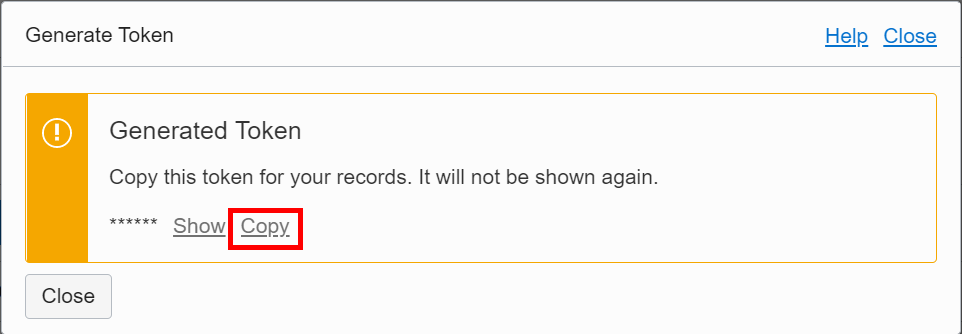 Generate Token Help Close
Generated Token
Copy this token for your records. It will not be shown again.
****** Show Copy
Close